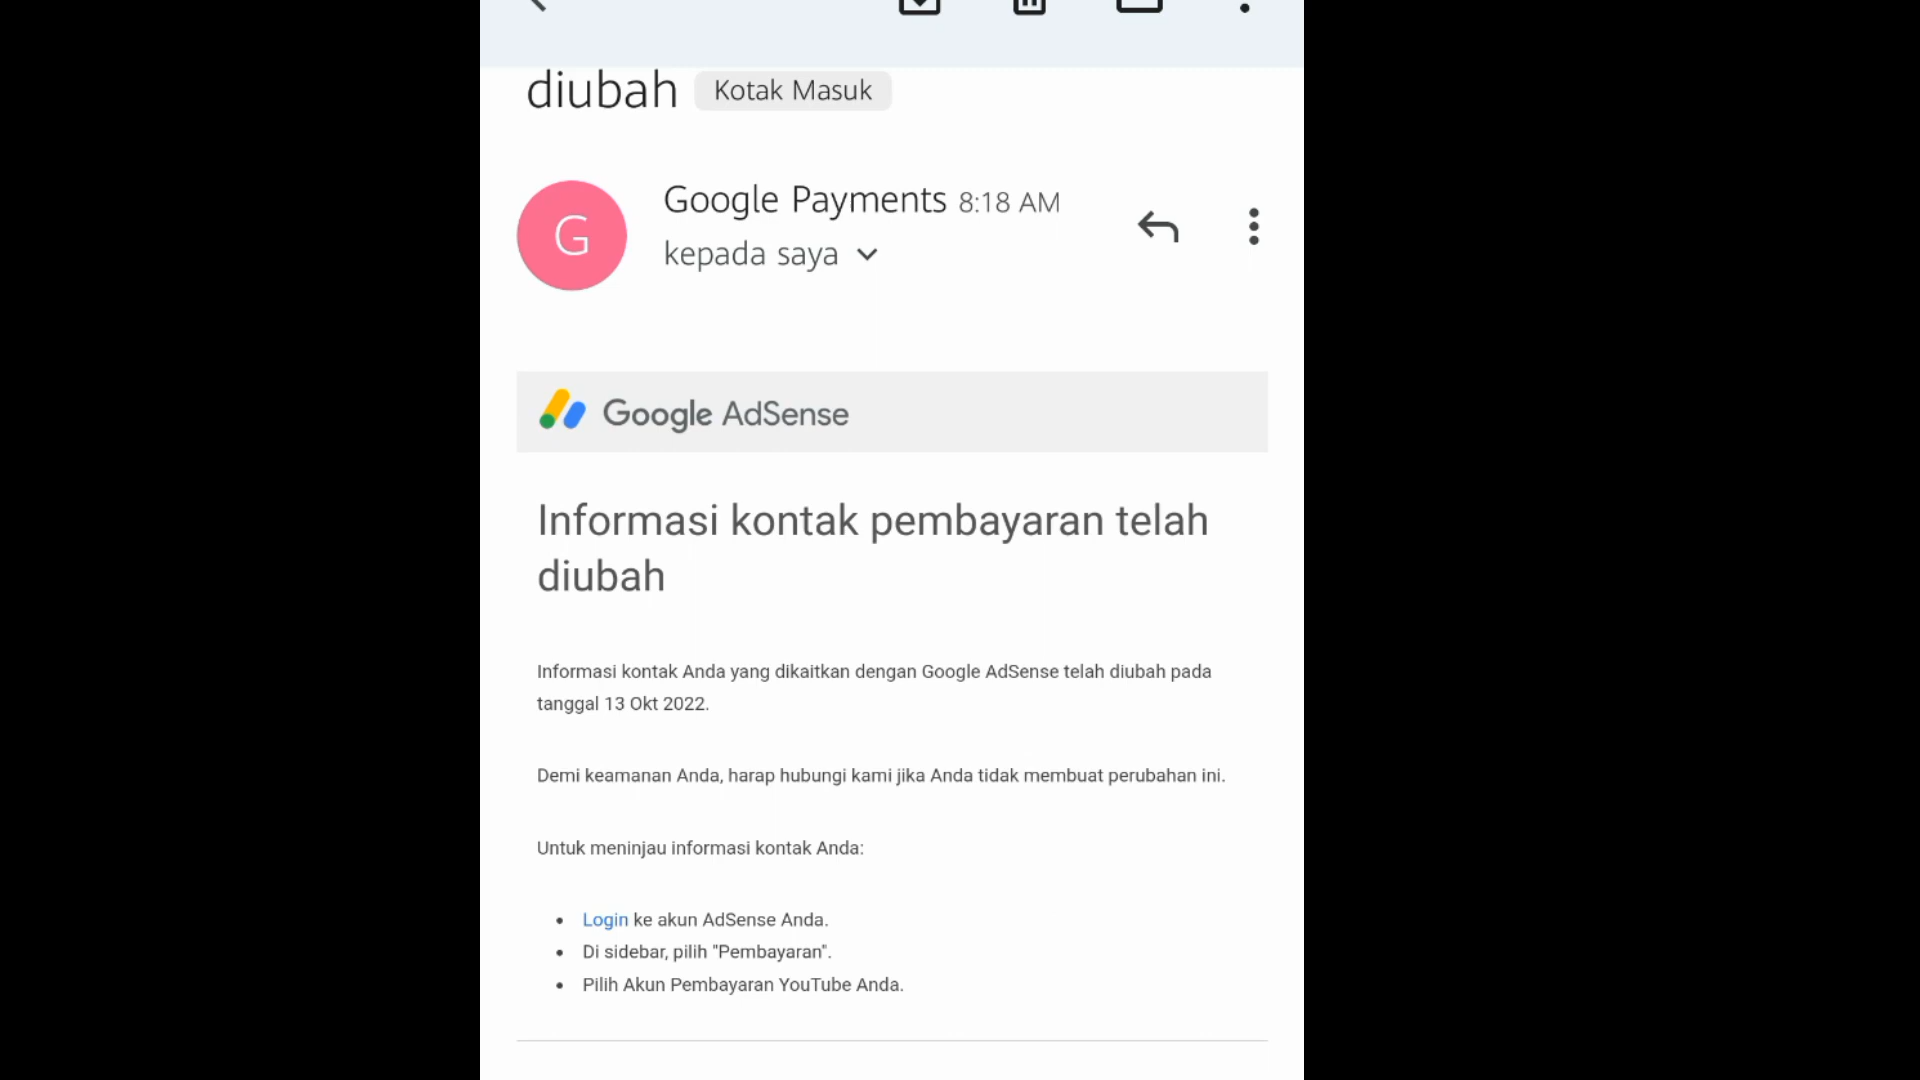 diubah Kotak Masuk
G
Google Payments 8:18 AM
kepada saya
Google AdSense
Informasi kontak pembayaran telah
diubah
Informasi kontak Anda yang dikaitkan dengan Google AdSense telah diubah pada
tanggal 13 Okt 2022.
Demi keamanan Anda, harap hubungi kami jika Anda tidak membuat perubahan ini.
Untuk meninjau informasi kontak Anda:
• Login ke akun AdSense Anda.
• Di sidebar, pilih "Pembayaran".
• Pilih Akun Pembayaran YouTube Anda.